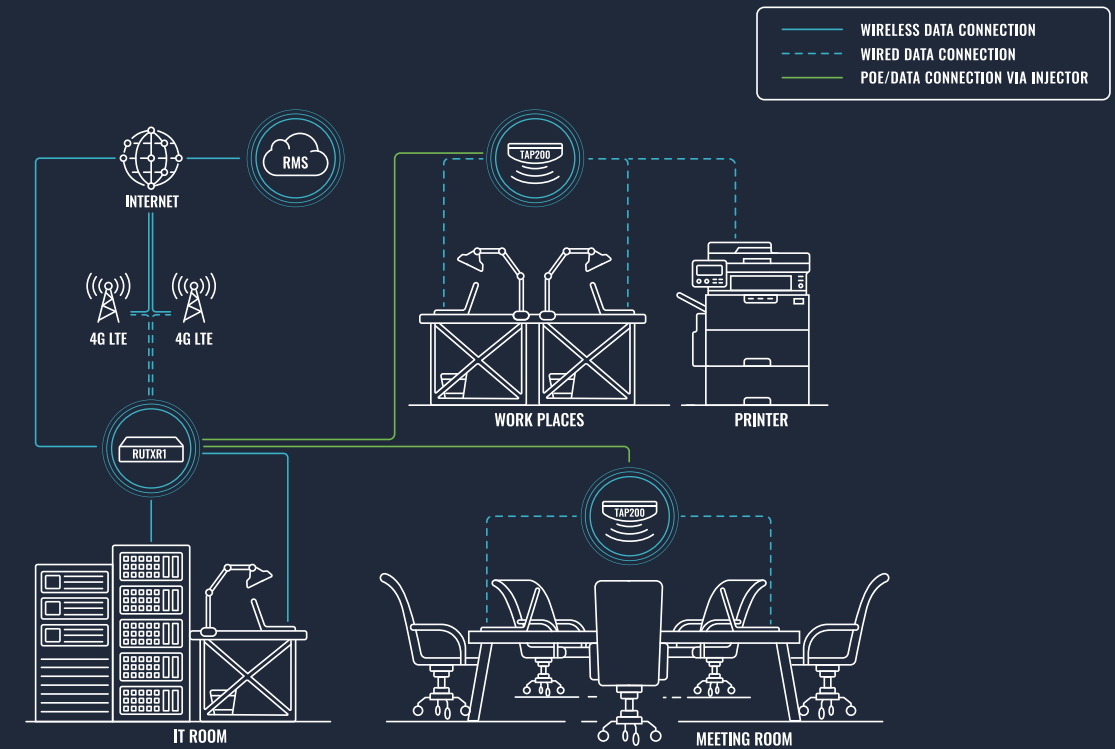 WIRELESS DATA CONNECTION
WIRED DATA CONNECTION
POE/DATA CONNECTION VIA INJECTOR
RMS
TAP200
INTERNET
4G LTE
4G LTE
WORK PLACES
PRINTER
RUTXR1
TAP200
IT ROOM
MEETING ROOM